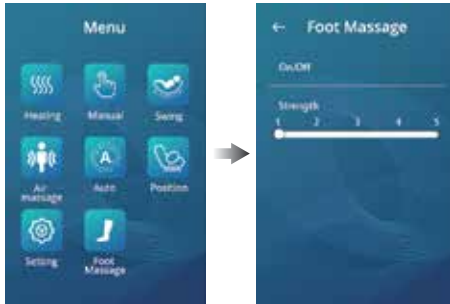 Menu
Heating
Manual
Swing
Air
massage
A
Auto
Position
Setting
Foot
Massage
← Foot Massage
On/Off
Strength
1 2 3 4 5